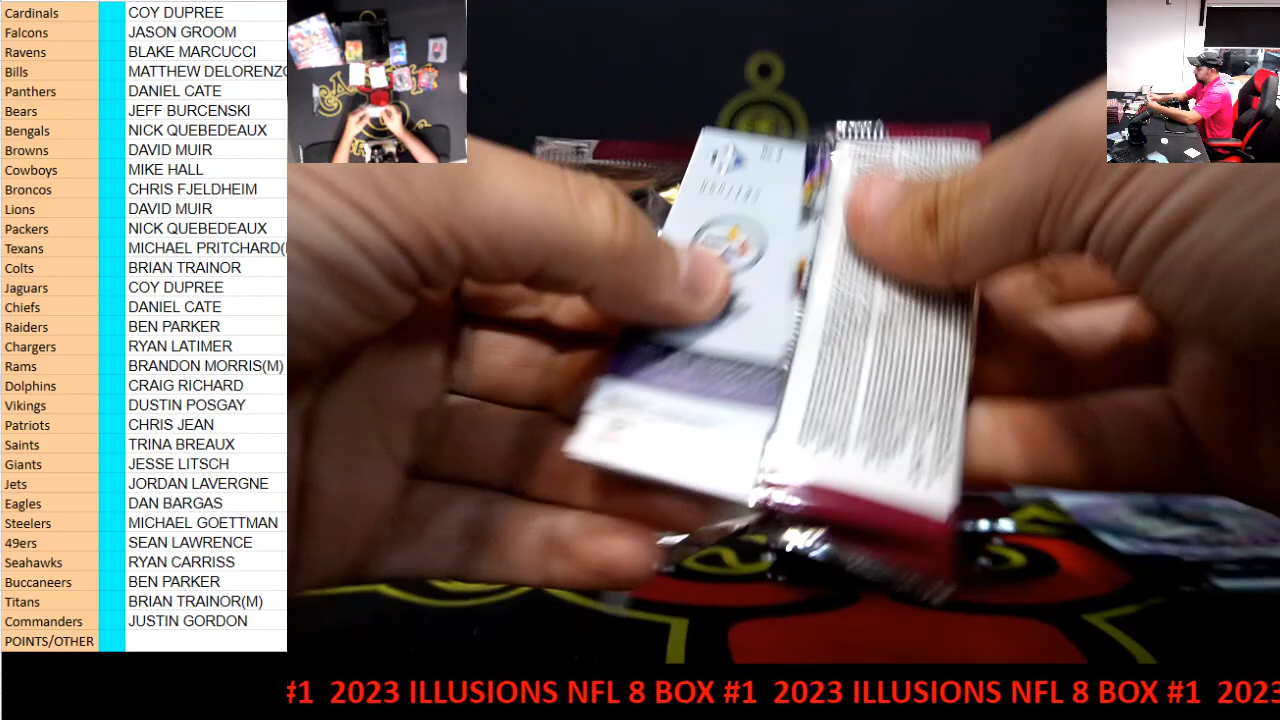 Cardinals COY DUPREE
Falcons JASON GROOM
Ravens BLAKE MARCUCCI
Bills MATTHEW DELORENZO
Panthers DANIEL CATE
Bears JEFF BURCENSKI
Bengals NICK QUEBEDEAUX
Browns DAVID MUIR
Cowboys MIKE HALL
Broncos CHRIS FJELDHEIM
Lions DAVID MUIR
Packers NICK QUEBEDEAUX
Texans MICHAEL PRITCHARD(
Colts BRIAN TRAINOR
Jaguars COY DUPREE
Chiefs DANIEL CATE
Raiders BEN PARKER
Chargers RYAN LATIMER
Rams BRANDON MORRIS(M)
Dolphins CRAIG RICHARD
Vikings DUSTIN POSGAY
Patriots CHRIS JEAN
Saints TRINA BREAUX
Giants JESSE LITSCH
Jets JORDAN LAVERGNE
Eagles DAN BARGAS
Steelers MICHAEL GOETTMAN
49ers SEAN LAWRENCE
Seahawks RYAN CARRISS
Buccaneers BEN PARKER
Titans BRIAN TRAINOR(M)
Commanders JUSTIN GORDON
POINTS/OTHER
#1 2023 ILLUSIONS NFL 8 BOX #1 2023 ILLUSIONS NFL 8 BOX #1 2023